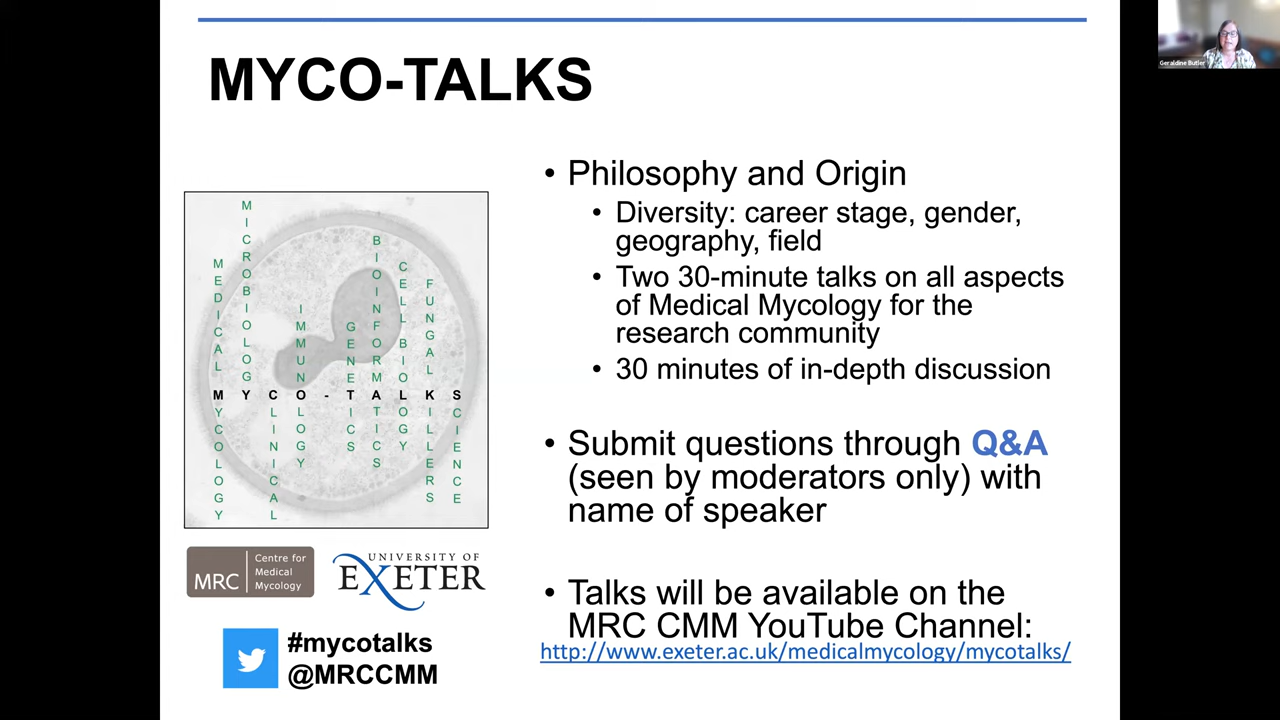 Geraldine Butler
MYCO-TALKS
MEDICAL MYCOLOGY
MICROBIOLOGY
CLINICAL
IMMUNOLOGY
GENETICS
BIOINFORMATICS
CELL BIOLOGY
FUNGAL KILLERS
SCIENCE
MYCO-TALKS
MRC
Centre for
Medical
Mycology
UNIVERSITY OF
EXETER
#mycotalks
@MRCCMM
• Philosophy and Origin
• Diversity: career stage, gender,
geography, field
• Two 30-minute talks on all aspects
of Medical Mycology for the
research community
• 30 minutes of in-depth discussion
• Submit questions through Q&A
(seen by moderators only) with
name of speaker
• Talks will be available on the
MRC CMM YouTube Channel:
http://www.exeter.ac.uk/medicalmycology/mycotalks/